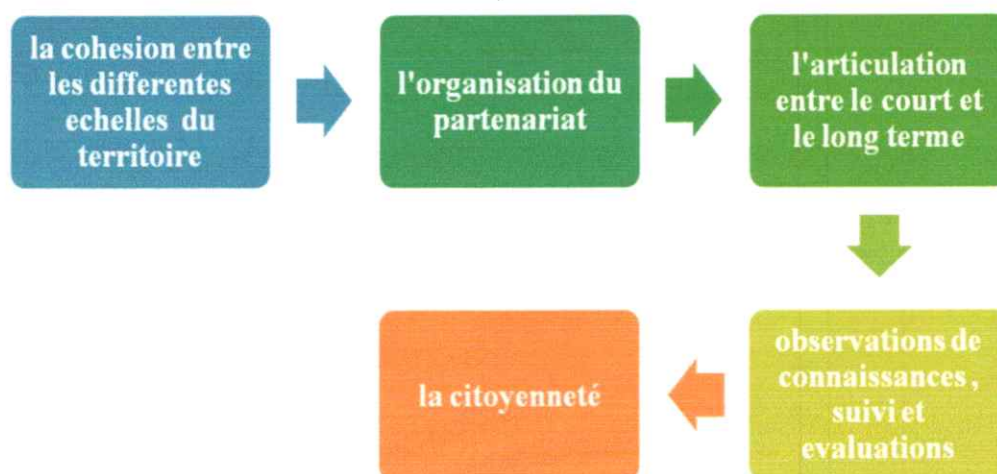 la cohesion entre
les differentes
echelles du
territoire
l'organisation du
partenariat
l'articulation
entre le court et
le long terme
observations de
connaissances,
suivi et
evaluations
la citoyenneté